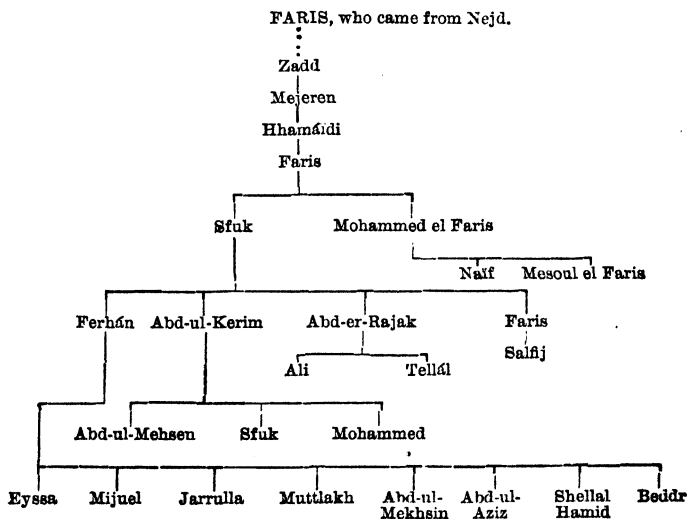 FARIS, who came from Nejd.
Zadd
Mejeren
Hhamáïdi
Faris
Sfuk Mohammed el Faris
Naïf Mesoul el Faris
Ferhán Abd-ul-Kerim Abd-er-Rajak Faris
Salfij
Ali Tellál
Abd-ul-Mehsen Sfuk Mohammed
Eyssa Mijuel Jarrulla Muttlakh Abd-ul- Abd-ul- Shellal Beddr
Mekhsin Aziz Hamid